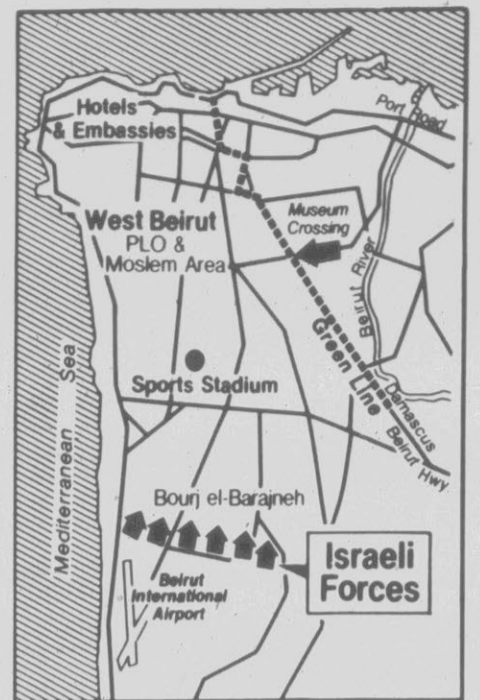 Port Road
Hotels
& Embassies
Museum
Crossing
West Beirut
PLO &
Moslem Area
Beirut River
Green Line
Mediterranean Sea
Sports Stadium
Damascus
Beirut Hwy
Bourj el-Barajneh
Israeli
Forces
Beirut
International
Airport